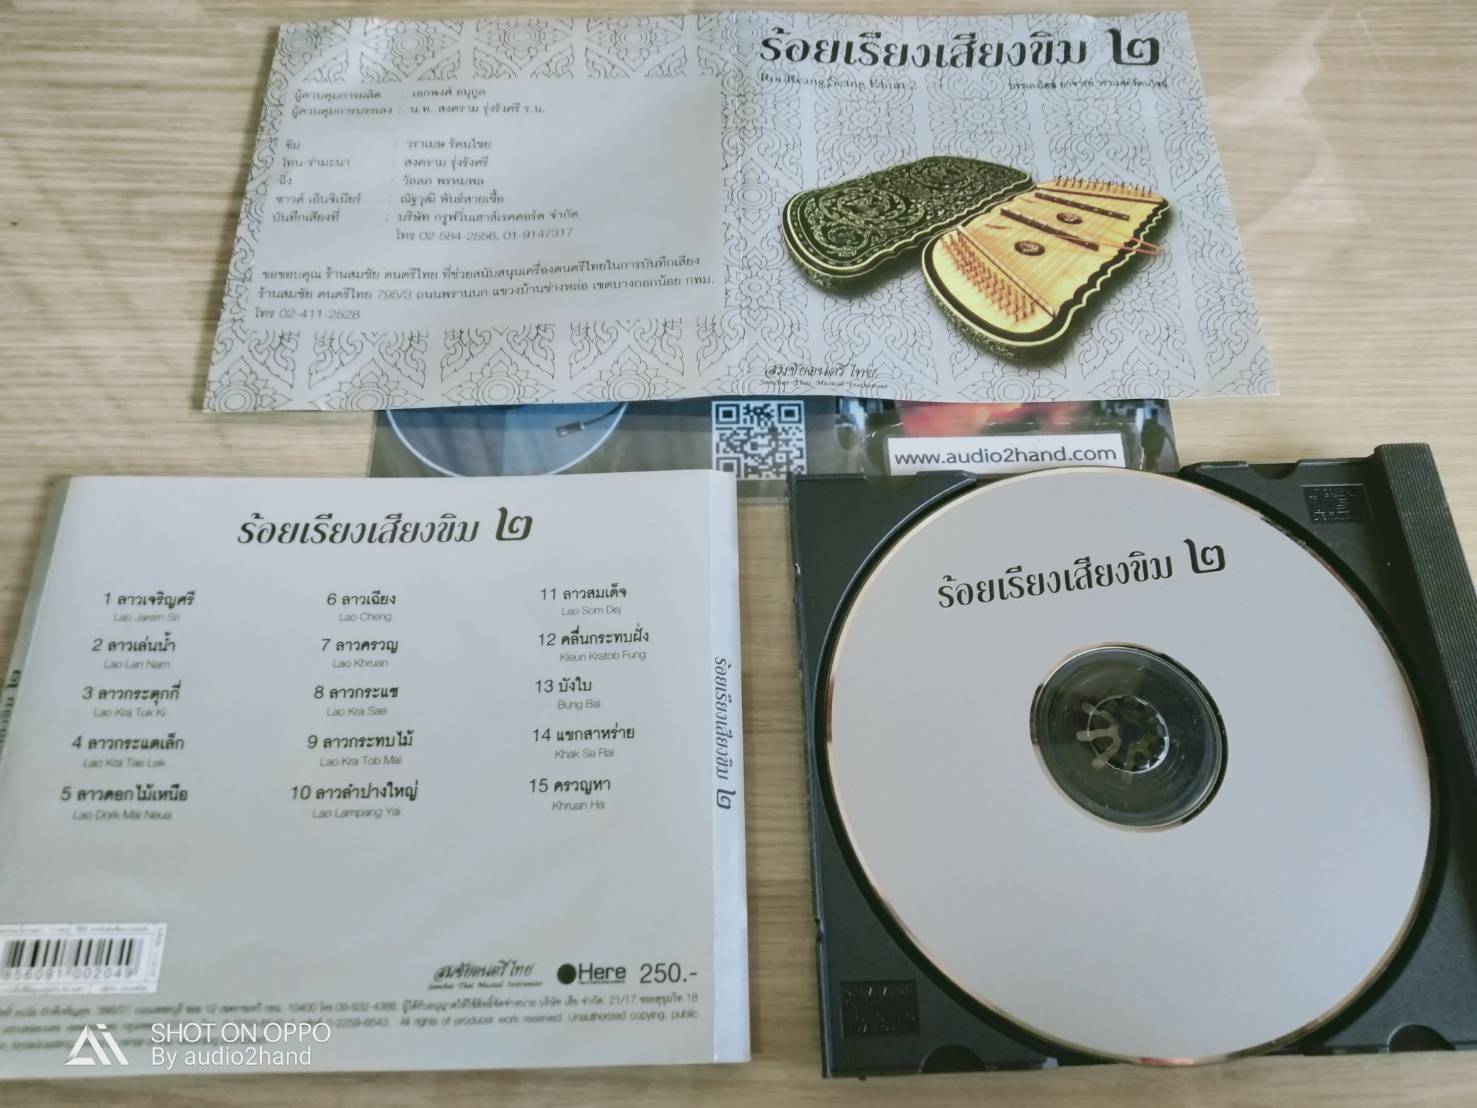 ร้อยเรียงเสียงขิม ๒
Roi Reang Seang Khim 2
ผู้ควบคุมการผลิต : เอกพงศ์ อนุกูล
ผู้ควบคุมการบรรเลง : น.ท. สงคราม รุ่งรังศรี ร.น.
ขิม : วราเมษ รัตนไชย
โทน-รำมะนา : สงคราม รุ่งรังศรี
ฉิ่ง : วัลลภ พรหมพล
ซาวด์ เอ็นจิเนียร์ : ณัฐวุฒิ พันธ์สายเชื้อ
บันทึกเสียงที่ : บริษัท กรูฟวี่นเฮาส์เรคคอร์ด จำกัด
โทร 02-584-2556, 01-9147317
ขอขอบคุณ ร้านสมชัย ดนตรีไทย ที่ช่วยสนับสนุนเครื่องดนตรีไทยในการบันทึกเสียง
ร้านสมชัย ดนตรีไทย 795/3 ถนนพรานนก แขวงบ้านช่างหล่อ เขตบางกอกน้อย กทม.
โทร 02-411-2528
สมชัยดนตรีไทย
Somchai Thai Musical Instrument
www.audio2hand.com
ร้อยเรียงเสียงขิม ๒
1 ลาวเจริญศรี
Lao Jarern Sri
2 ลาวเล่นน้ำ
Lao Len Nam
3 ลาวกระตุกกี่
Lao Kra Tuk Ki
4 ลาวกระแตเล็ก
Lao Kra Tae Lek
5 ลาวดอกไม้เหนือ
Lao Dork Mai Neua
6 ลาวเฉียง
Lao Cheng
7 ลาวครวญ
Lao Khruan
8 ลาวกระแซ
Lao Kra Sae
9 ลาวกระทบไม้
Lao Kra Tob Mai
10 ลาวลำปางใหญ่
Lao Lampang Yai
11 ลาวสมเด็จ
Lao Som Dej
12 คลื่นกระทบฝั่ง
Kleun Kratob Fung
13 บังใบ
Bung Bai
14 แขกสาหร่าย
Khak Sa Rai
15 ครวญหา
Khruan Ha
856091 002049
สมชัยดนตรีไทย
Somchai Thai Musical Instrument
Here 250.-
All rights of producer work reserved. Unauthorized copying, public
ร้อยเรียงเสียงขิม ๒
ร้อยเรียงเสียงขิม ๒
SHOT ON OPPO
By audio2hand